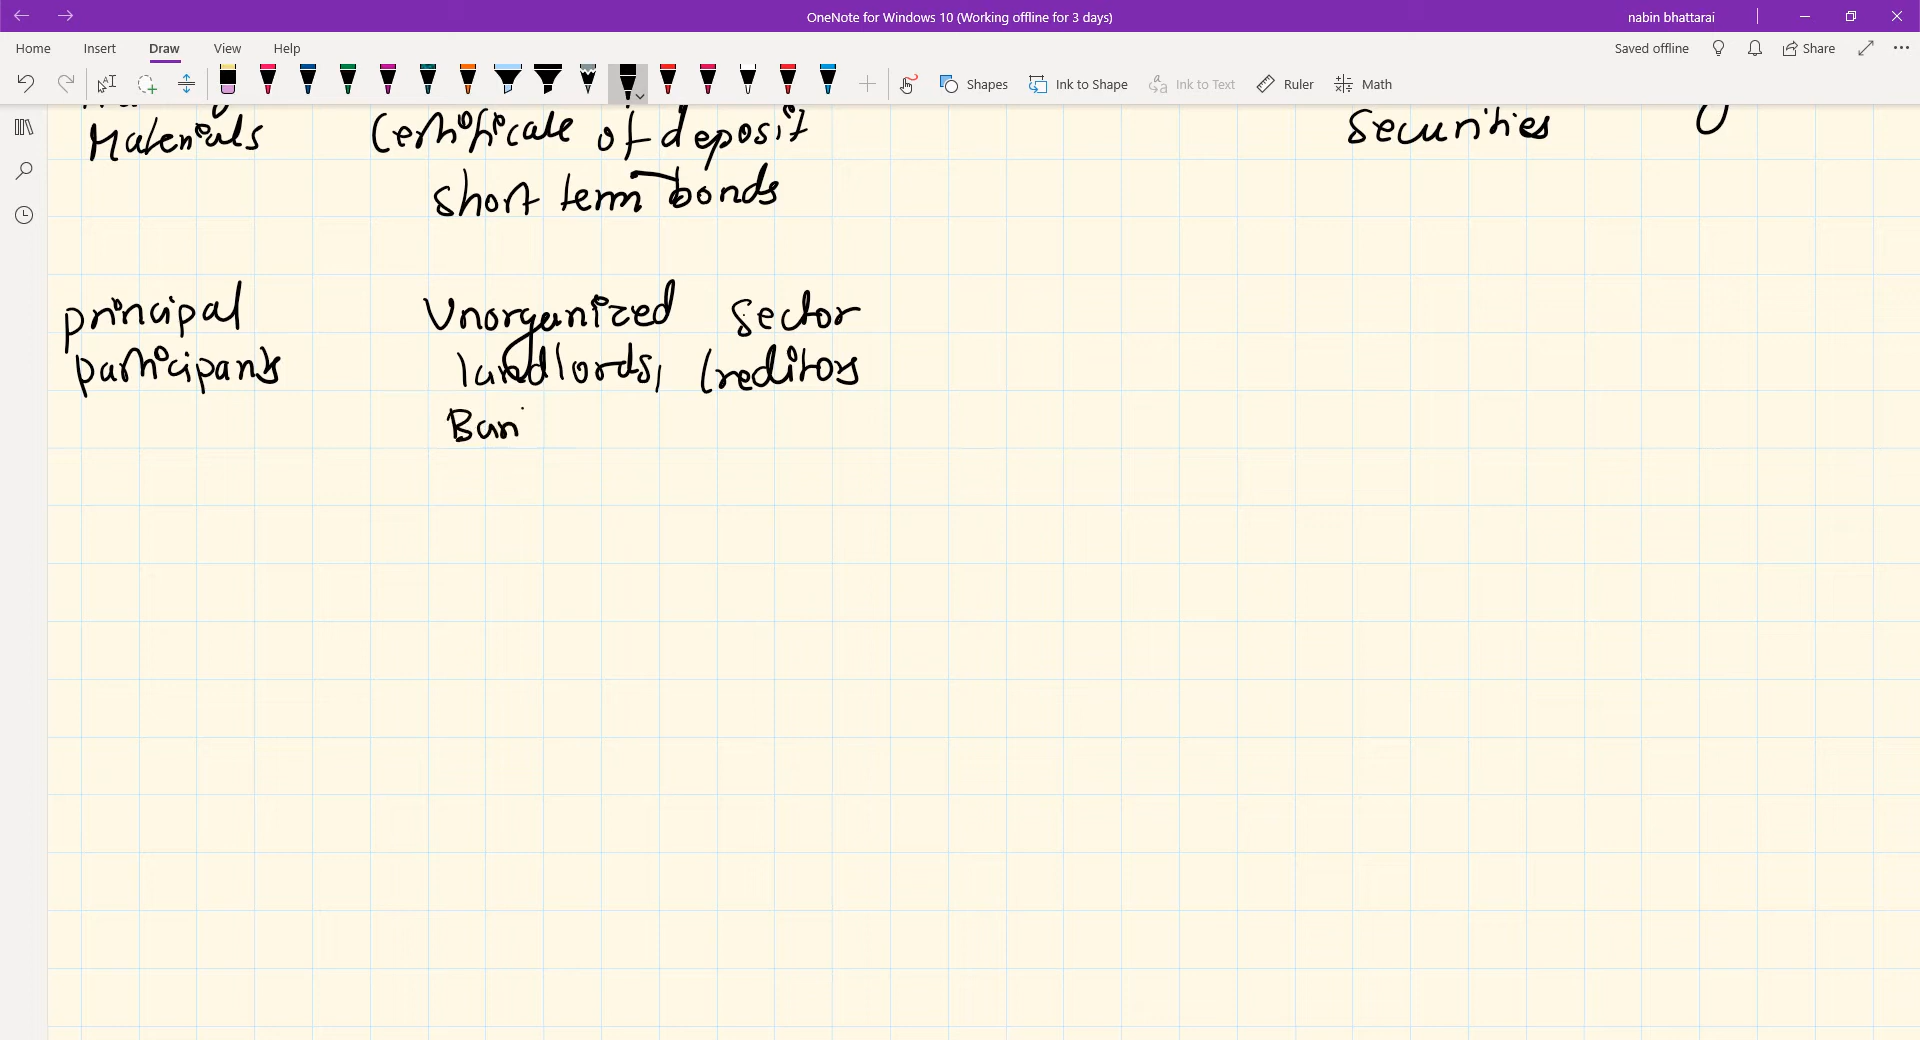 OneNote for Windows 10 (Working offline for 3 days)
nabin bhattarai
Home Insert Draw View Help
Saved offline Share
Shapes Ink to Shape Ink to Text Ruler Math
Materials Certificate of deposit Securities
short term bonds
principal Unorganized Sector
participants landlords, Creditors
Ban